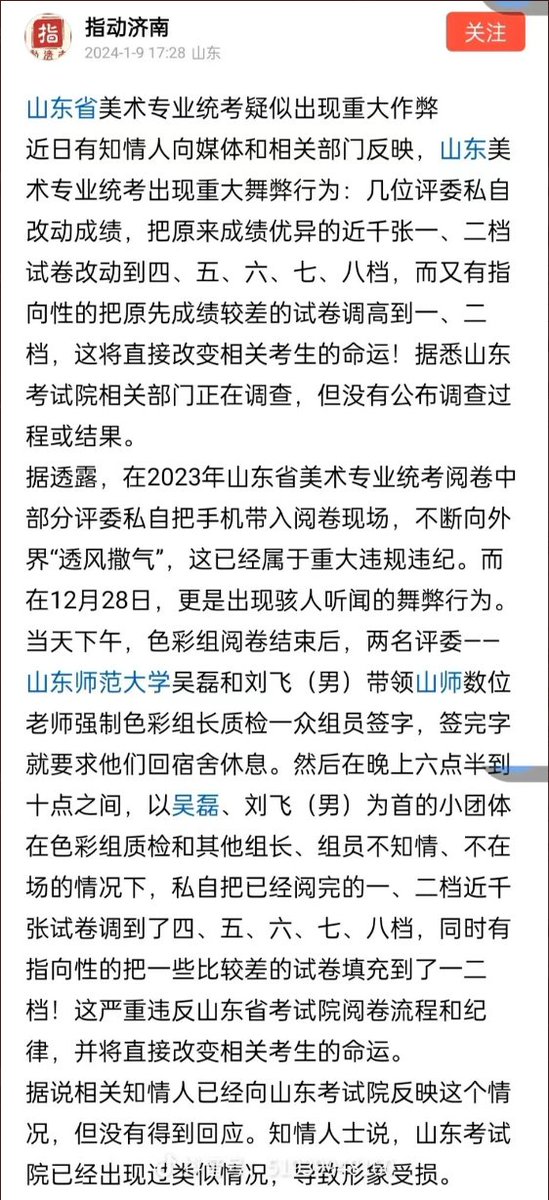 指
指动济南
2024-1-9 17:28 山东
关注
山东省美术专业统考疑似出现重大作弊
近日有知情人向媒体和相关部门反映，山东美
术专业统考出现重大舞弊行为：几位评委私自
改动成绩，把原来成绩优异的近千张一、二档
试卷改动到四、五、六、七、八档，而又有指
向性的把原先成绩较差的试卷调高到一、二
档，这将直接改变相关考生的命运！据悉山东
考试院相关部门正在调查，但没有公布调查过
程或结果。
据透露，在2023年山东省美术专业统考阅卷中
部分评委私自把手机带入阅卷现场，不断向外
界“透风撒气”，这已经属于重大违规违纪。而
在12月28日，更是出现骇人听闻的舞弊行为。
当天下午，色彩组阅卷结束后，两名评委——
山东师范大学吴磊和刘飞（男）带领山师数位
老师强制色彩组长质检一众组员签字，签完字
就要求他们回宿舍休息。然后在晚上六点半到
十点之间，以吴磊、刘飞（男）为首的小团体
在色彩组质检和其他组长、组员不知情、不在
场的情况下，私自把已经阅完的一、二档近千
张试卷调到了四、五、六、七、八档，同时有
指向性的把一些比较差的试卷填充到了一二
档！这严重违反山东省考试院阅卷流程和纪
律，并将直接改变相关考生的命运。
据说相关知情人已经向山东考试院反映这个情
况，但没有得到回应。知情人士说，山东考试
院已经出现过类似情况，导致形象受损。